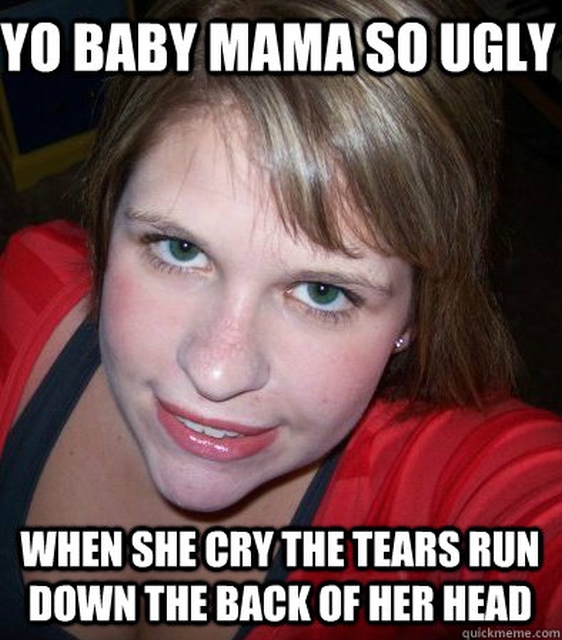 YO BABY MAMA SO UGLY
WHEN SHE CRY THE TEARS RUN
DOWN THE BACK OF HER HEAD
quickmeme.com